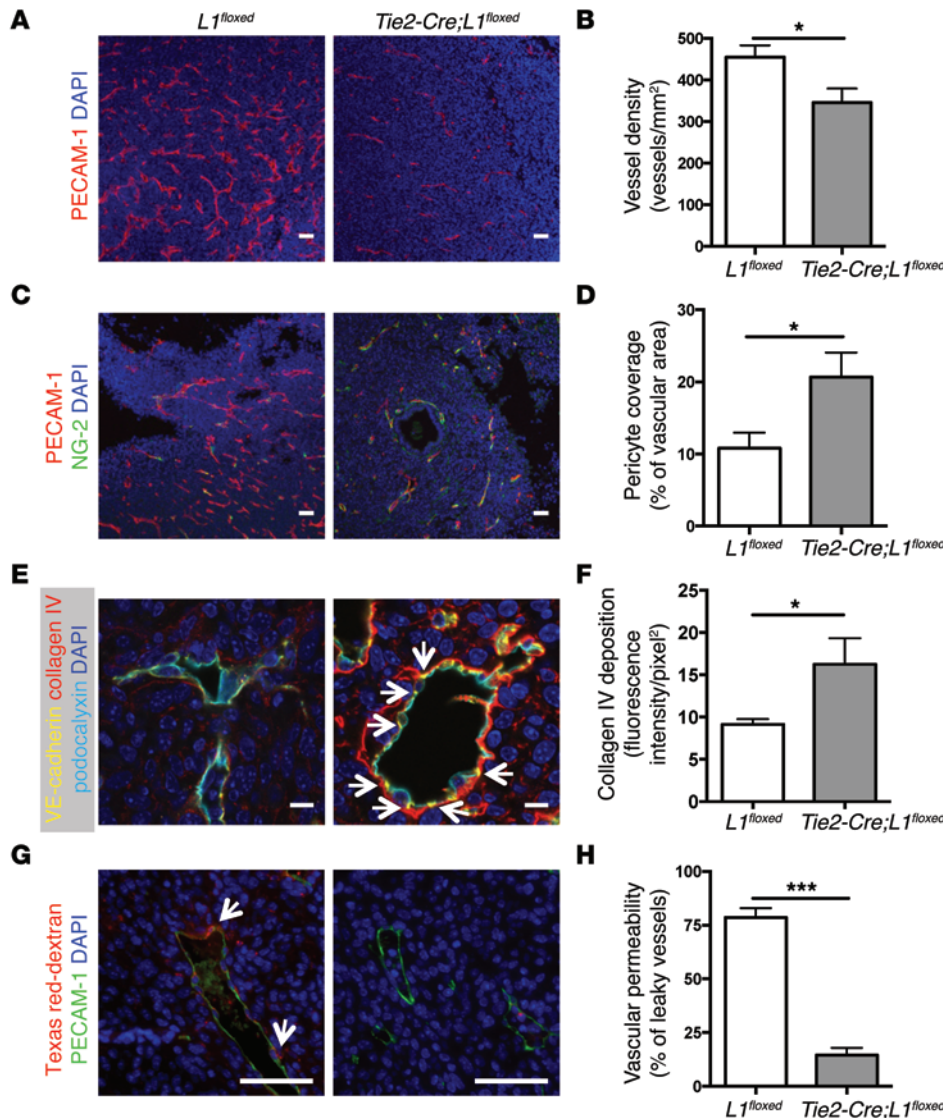 A
L1floxed
Tie2-Cre;L1floxed
PECAM-1 DAPI
B
*
500
400
300
200
100
0
Vessel density
(vessels/mm2)
L1floxed
Tie2-Cre;L1floxed
C
PECAM-1
NG-2 DAPI
D
*
30
20
10
0
Pericyte coverage
(% of vascular area)
L1floxed
Tie2-Cre;L1floxed
E
VE-cadherin collagen IV
podocalyxin DAPI
F
*
25
20
15
10
5
0
Collagen IV deposition
(fluorescence
intensity/pixel2)
L1floxed
Tie2-Cre;L1floxed
G
Texas red-dextran
PECAM-1 DAPI
H
***
100
75
50
25
0
Vascular permeability
(% of leaky vessels)
L1floxed
Tie2-Cre;L1floxed